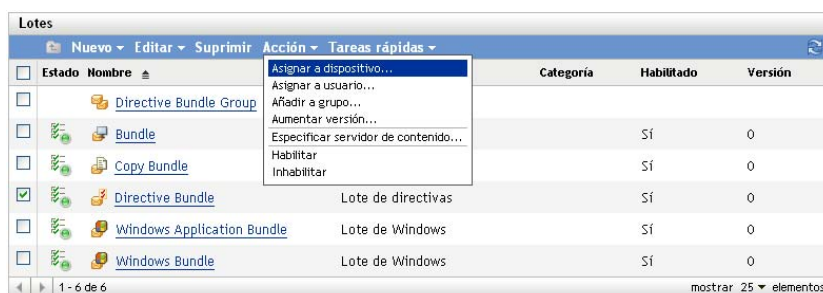 Lotes
Nuevo Editar Suprimir Acción Tareas rápidas
Estado Nombre Categoría Habilitado Versión
Asignar a dispositivo...
Asignar a usuario...
Añadir a grupo...
Aumentar versión...
Especificar servidor de contenido...
Habilitar
Inhabilitar
Directive Bundle Group
Bundle Sí 0
Copy Bundle Sí 0
Directive Bundle Lote de directivas Sí 0
Windows Application Bundle Lote de Windows Sí 0
Windows Bundle Lote de Windows Sí 0
1 - 6 de 6 mostrar 25 elementos